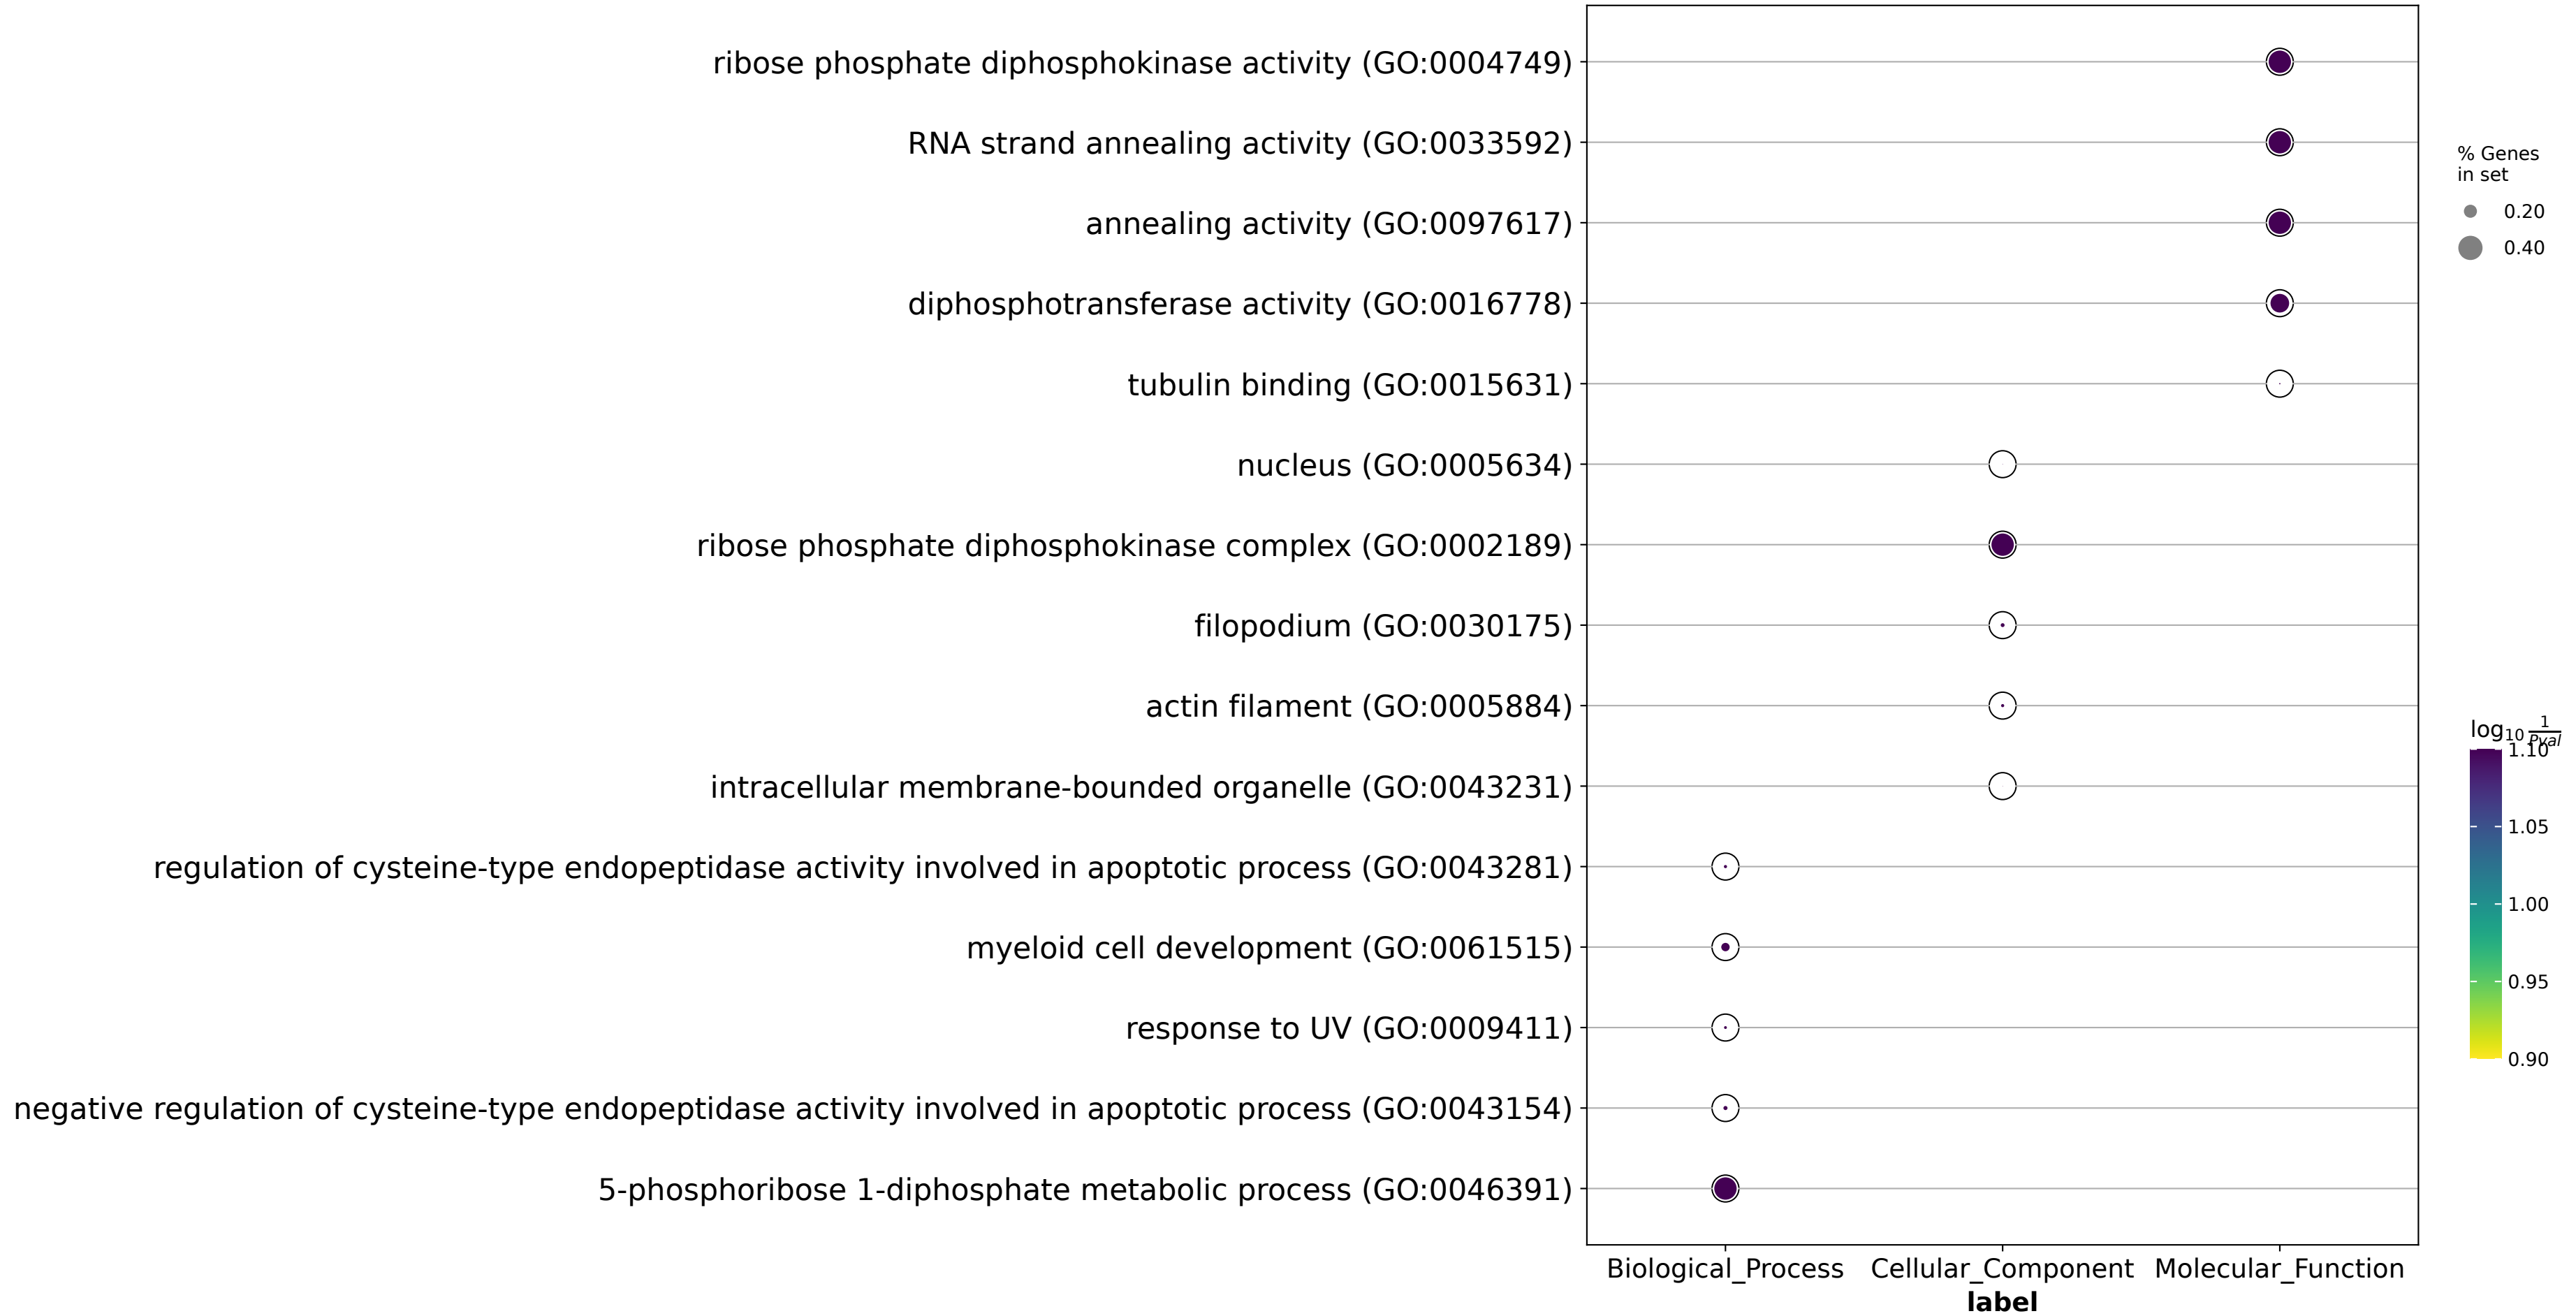 ribose phosphate diphosphokinase activity (GO:0004749)
RNA strand annealing activity (GO:0033592)
annealing activity (GO:0097617)
diphosphotransferase activity (GO:0016778)
tubulin binding (GO:0015631)
nucleus (GO:0005634)
ribose phosphate diphosphokinase complex (GO:0002189)
filopodium (GO:0030175)
actin filament (GO:0005884)
intracellular membrane-bounded organelle (GO:0043231)
regulation of cysteine-type endopeptidase activity involved in apoptotic process (GO:0043281)
myeloid cell development (GO:0061515)
response to UV (GO:0009411)
negative regulation of cysteine-type endopeptidase activity involved in apoptotic process (GO:0043154)
5-phosphoribose 1-diphosphate metabolic process (GO:0046391)
Biological_Process Cellular_Component Molecular_Function
label
% Genes
in set
0.20
0.40
log10 1/Pval
1.10
1.05
1.00
0.95
0.90